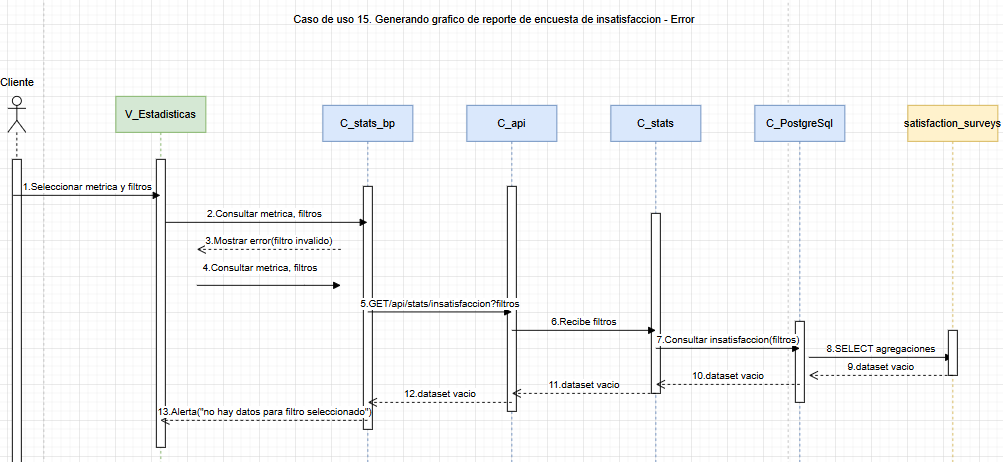 Caso de uso 15. Generando grafico de reporte de encuesta de insatisfaccion - Error
Cliente
V_Estadisticas
C_stats_bp
C_api
C_stats
C_PostgreSql
satisfaction_surveys
1.Seleccionar metrica y filtros
2.Consultar metrica, filtros
3.Mostrar error(filtro invalido)
4.Consultar metrica, filtros
5.GET/api/stats/insatisfaccion?filtros
6.Recibe filtros
7.Consultar insatisfaccion(filtros)
8.SELECT agregaciones
9.dataset vacio
10.dataset vacio
11.dataset vacio
12.dataset vacio
13.Alerta("no hay datos para filtro seleccionado")